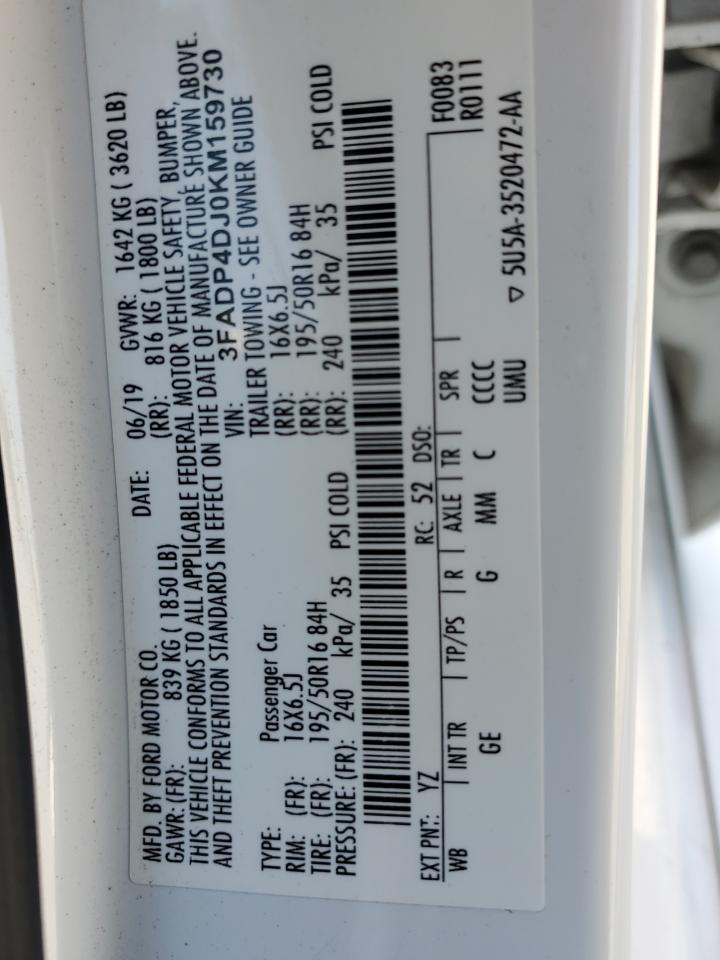 MFD. BY FORD MOTOR CO. DATE: 06/19 GVWR: 1642 KG ( 3620 LB)
GAWR: (FR): 839 KG ( 1850 LB) (RR): 816 KG ( 1800 LB)
THIS VEHICLE CONFORMS TO ALL APPLICABLE FEDERAL MOTOR VEHICLE SAFETY, BUMPER,
AND THEFT PREVENTION STANDARDS IN EFFECT ON THE DATE OF MANUFACTURE SHOWN ABOVE.
VIN: 3FADP4DJ0KM159730
TYPE: Passenger Car TRAILER TOWING - SEE OWNER GUIDE
RIM: (FR): 16X6.5J (RR): 16X6.5J
TIRE: (FR): 195/50R16 84H (RR): 195/50R16 84H
PRESSURE: (FR): 240 kPa/ 35 PSI COLD (RR): 240 kPa/ 35 PSI COLD
EXT PNT: YZ RC: 52 DSO: F0083
WB INT TR TP/PS R AXLE TR SPR R0111
GE G MM C CCCC
UMU ▽ 5U5A-3520472-AA